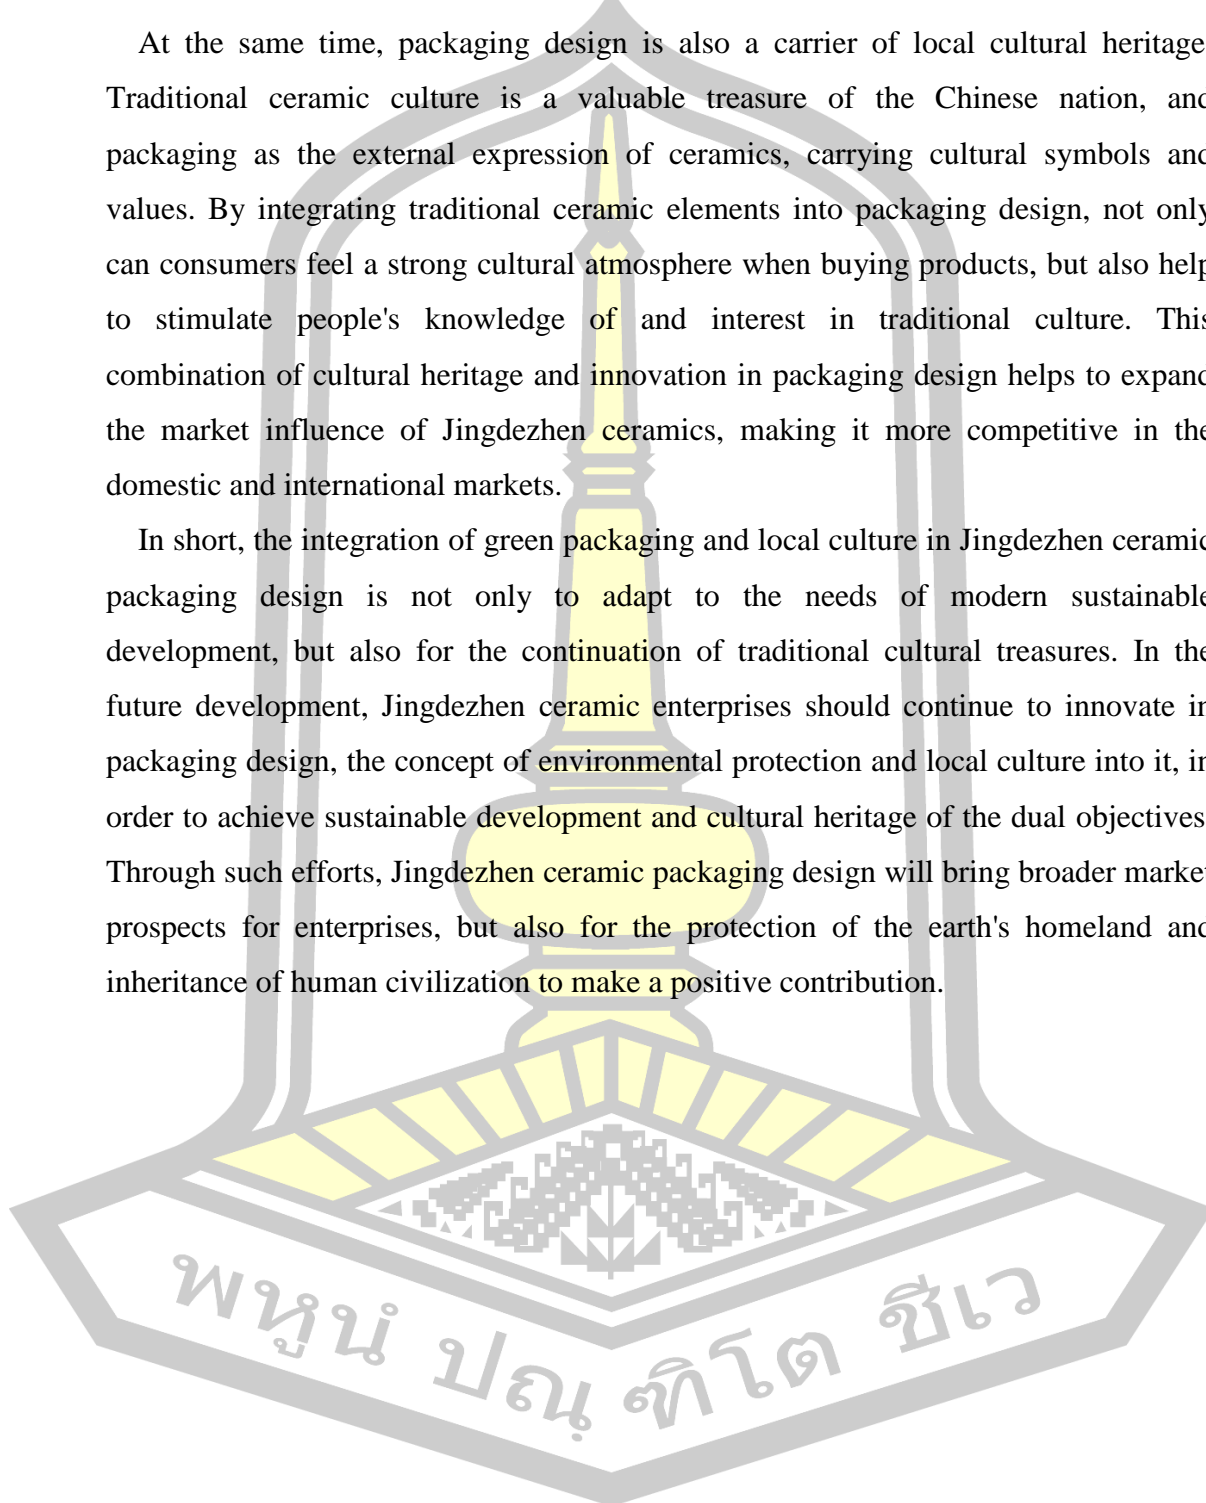 At the same time, packaging design is also a carrier of local cultural heritage
Traditional ceramic culture is a valuable treasure of the Chinese nation, and
packaging as the external expression of ceramics, carrying cultural symbols and
values. By integrating traditional ceramic elements into packaging design, not only
can consumers feel a strong cultural atmosphere when buying products, but also help
to stimulate people's knowledge of and interest in traditional culture. This
combination of cultural heritage and innovation in packaging design helps to expand
the market influence of Jingdezhen ceramics, making it more competitive in the
domestic and international markets.
In short, the integration of green packaging and local culture in Jingdezhen ceramic
packaging design is not only to adapt to the needs of modern sustainable
development, but also for the continuation of traditional cultural treasures. In the
future development, Jingdezhen ceramic enterprises should continue to innovate in
packaging design, the concept of environmental protection and local culture into it, in
order to achieve sustainable development and cultural heritage of the dual objectives
Through such efforts, Jingdezhen ceramic packaging design will bring broader market
prospects for enterprises, but also for the protection of the earth's homeland and
inheritance of human civilization to make a positive contribution.
พหูนํ ปณฺฑิโต ชีเว